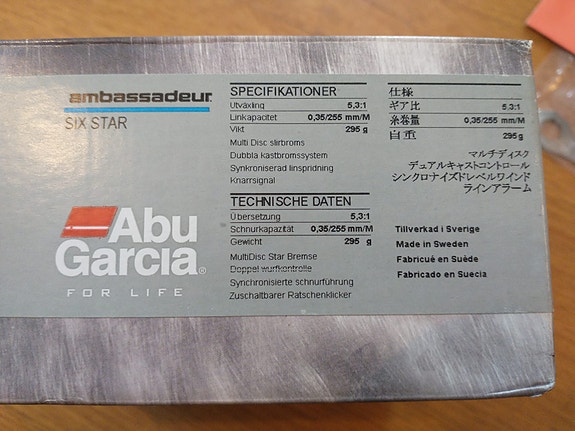 ambassadeur
SIX STAR
Abu
Garcia®
FOR LIFE
SPECIFIKATIONER
Utväxling 5,3:1
Linkapacitet 0,35/255 mm/M
Vikt 295 g
Multi Disc slirbroms
Dubbla kastbromssystem
Synkroniserad linspridning
Knarrsignal
TECHNISCHE DATEN
Übersetzung 5,3:1
Schnurkapazität 0,35/255 mm/M
Gewicht 295 g
MultiDisc Star Bremse
Doppel wurfkontrolle
Synchronisierte schnurführung
Zuschaltbarer Ratschenklicker
仕様
ギア比 5,3:1
糸巻量 0,35/255 mm/M
自重 295g
マルチディスク
デュアルキャストコントロール
シンクロナイズドレベルワインド
ラインアラーム
Tillverkad i Sverige
Made in Sweden
Fabricué en Suède
Fabricado en Suecia